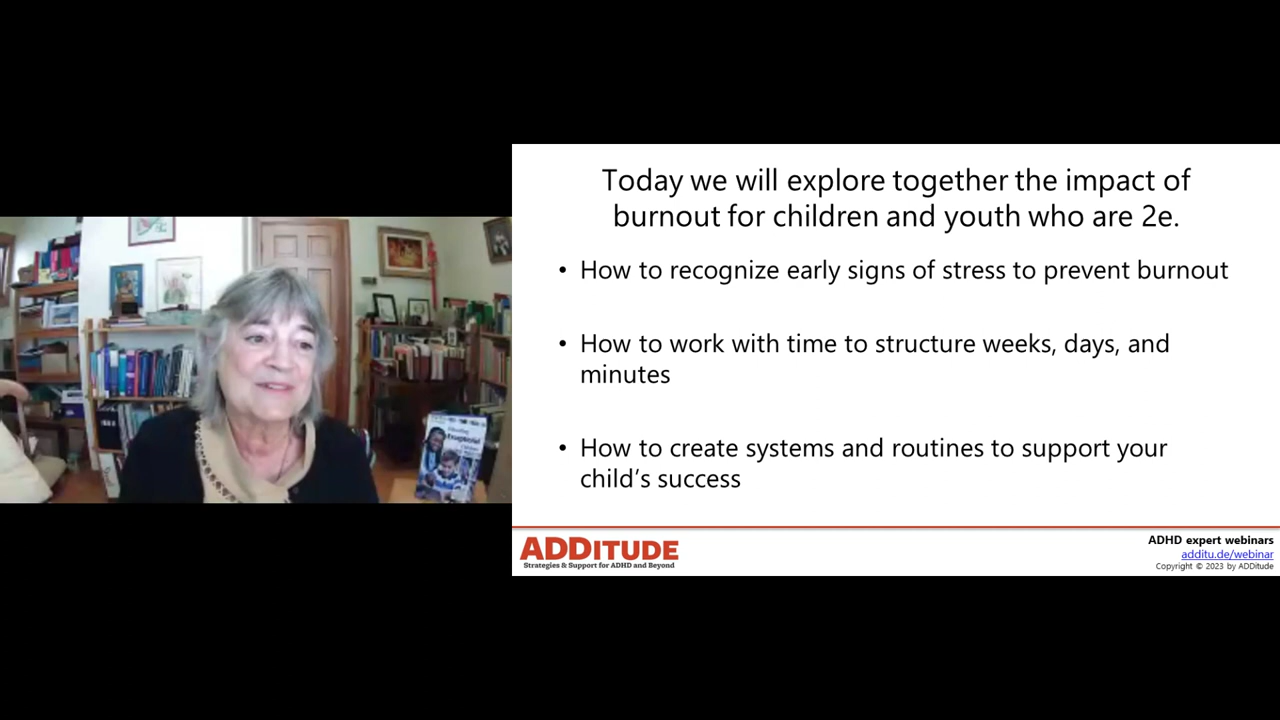 Today we will explore together the impact of
burnout for children and youth who are 2e.
• How to recognize early signs of stress to prevent burnout
• How to work with time to structure weeks, days, and
minutes
• How to create systems and routines to support your
child’s success
ADDITUDE
Strategies & Support for ADHD and Beyond
ADHD expert webinars
additu.de/webinar
Copyright © 2023 by ADDitude
Exceptional